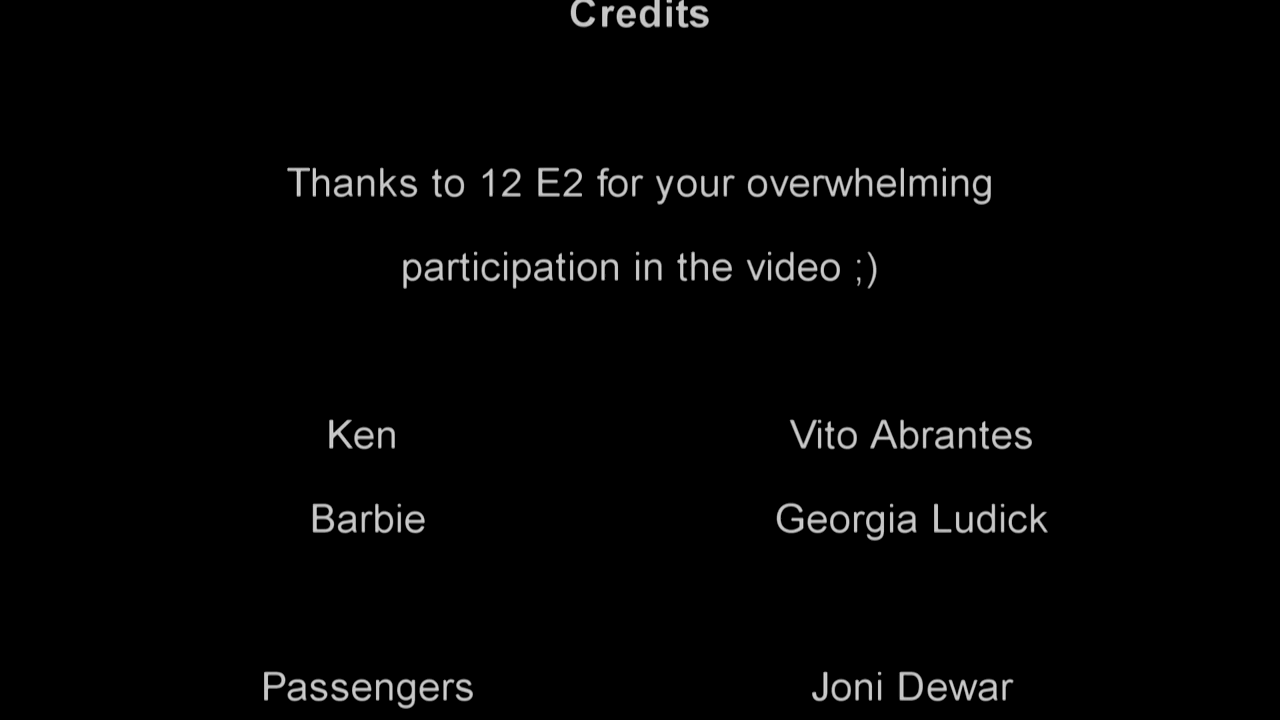 Credits
Thanks to 12 E2 for your overwhelming
participation in the video ;)
Ken Vito Abrantes
Barbie Georgia Ludick
Passengers Joni Dewar